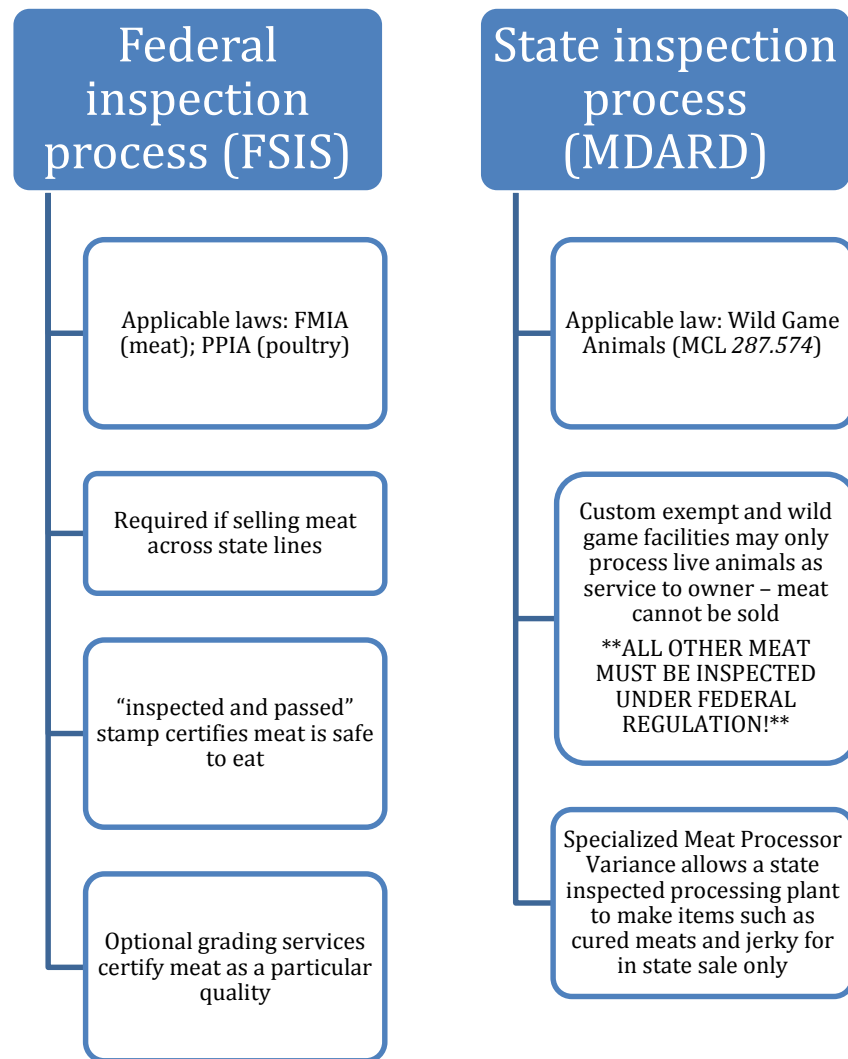 Federal
inspection
process (FSIS)
Applicable laws: FMIA
(meat); PPIA (poultry)
Required if selling meat
across state lines
“inspected and passed”
stamp certifies meat is safe
to eat
Optional grading services
certify meat as a particular
quality
State inspection
process
(MDARD)
Applicable law: Wild Game
Animals (MCL 287.574)
Custom exempt and wild
game facilities may only
process live animals as
service to owner – meat
cannot be sold
**ALL OTHER MEAT
MUST BE INSPECTED
UNDER FEDERAL
REGULATION!**
Specialized Meat Processor
Variance allows a state
inspected processing plant
to make items such as
cured meats and jerky for
in state sale only